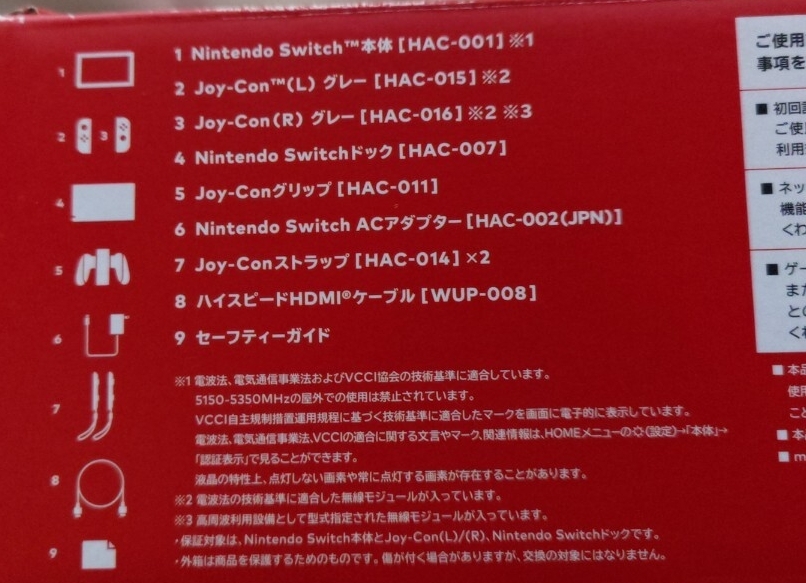 1 Nintendo Switch™本体 [HAC-001] ※1
2 Joy-Con™(L) グレー [HAC-015] ※2
3 Joy-Con(R) グレー [HAC-016] ※2 ※3
4 Nintendo Switchドック [HAC-007]
5 Joy-Conグリップ [HAC-011]
6 Nintendo Switch ACアダプター [HAC-002(JPN)]
7 Joy-Conストラップ [HAC-014] ×2
8 ハイスピードHDMI®ケーブル [WUP-008]
9 セーフティーガイド
1
2 3
4
5
6
7
8
9
※1 電波法、電気通信事業法およびVCCI協会の技術基準に適合しています。
5150-5350MHzの屋外での使用は禁止されています。
VCCI自主規制措置運用規程に基づく技術基準に適合したマークを画面に電子的に表示しています。
電波法、電気通信事業法、VCCIの適合に関する文言やマーク、関連情報は、HOMEメニューの(設定)→「本体」→
「認証表示」で見ることができます。
液晶の特性上、点灯しない画素や常に点灯する画素が存在することがあります。
※2 電波法の技術基準に適合した無線モジュールが入っています。
※3 高周波利用設備として型式指定された無線モジュールが入っています。
・保証対象は、Nintendo Switch本体とJoy-Con(L)/(R)、Nintendo Switchドックです。
・外箱は商品を保護するためのものです。傷が付く場合がありますが、交換の対象にはなりません。
ご使用
事項を
■ 初回
ご使
利用
■ ネッ
機能
くわ
■ ゲー
また
との
くわ
■ 本品
使用
こと
■ 本
■ m